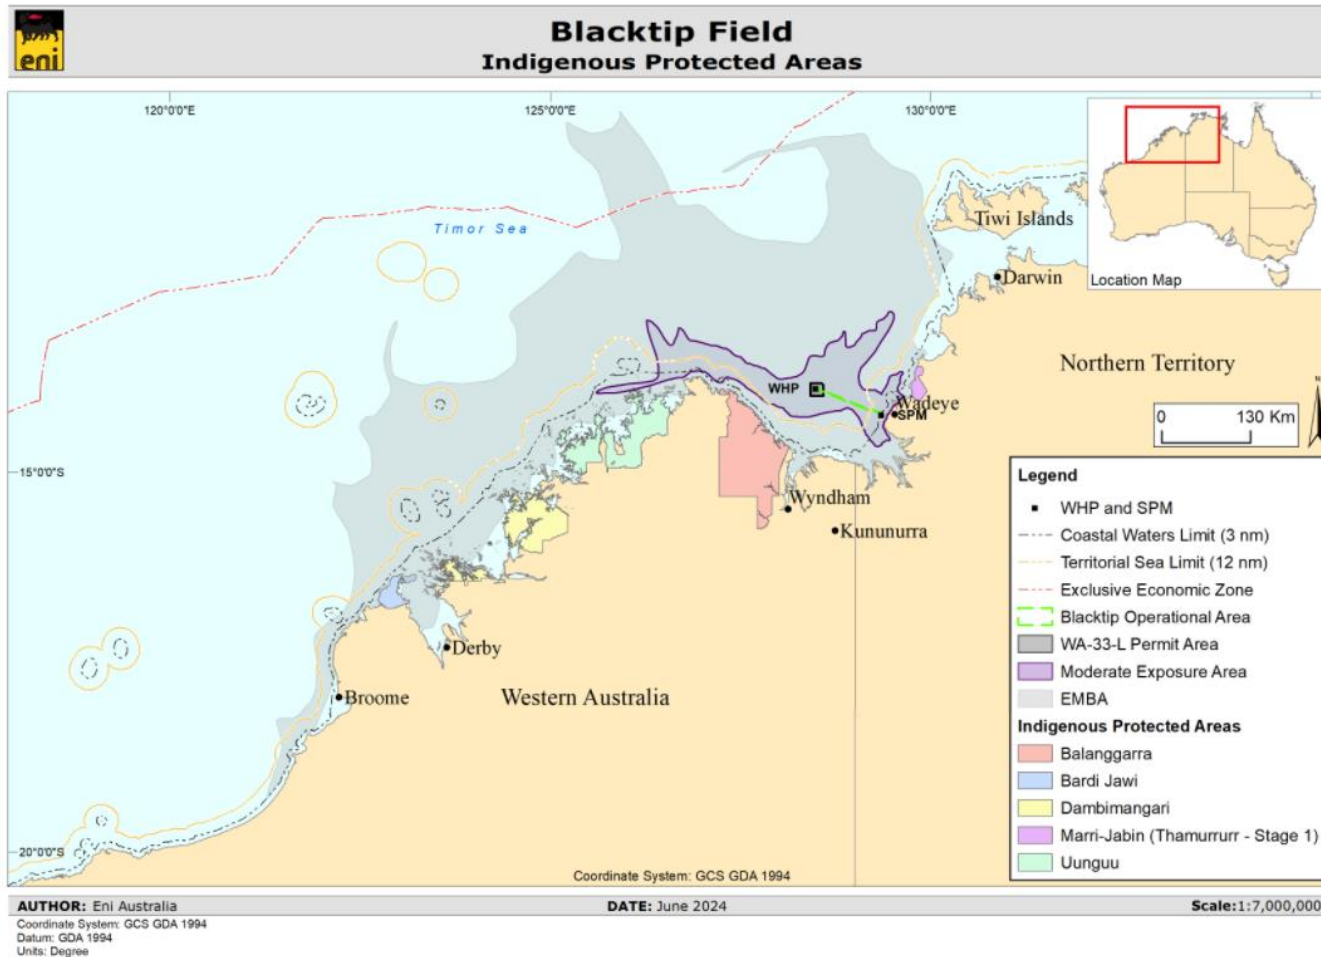 eni
Blacktip Field
Indigenous Protected Areas
120°0'0"E
125°0'0"E
130°0'0"E
Timor Sea
Tiwi Islands
Darwin
Location Map
Northern Territory
WHP
Wadeye
SPM
0 130 Km
N
15°0'0"S
Wyndham
Kununurra
Derby
Broome
Western Australia
20°0'0"S
Coordinate System: GCS GDA 1994
Legend
WHP and SPM
Coastal Waters Limit (3 nm)
Territorial Sea Limit (12 nm)
Exclusive Economic Zone
Blacktip Operational Area
WA-33-L Permit Area
Moderate Exposure Area
EMBA
Indigenous Protected Areas
Balanggarra
Bardi Jawi
Dambimangari
Marri-Jabin (Thamurrurr - Stage 1)
Uunguu
AUTHOR: Eni Australia
DATE: June 2024
Scale:1:7,000,000
Coordinate System: GCS GDA 1994
Datum: GDA 1994
Units: Degree